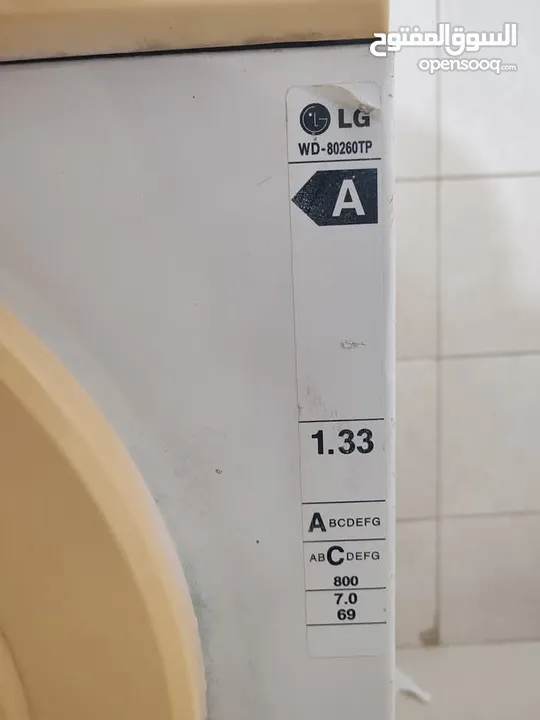 السوق المفتوح
opensooq.com
LG
WD-80260TP
A
1.33
ABCDEFG
ABCDEFG
800
7.0
69